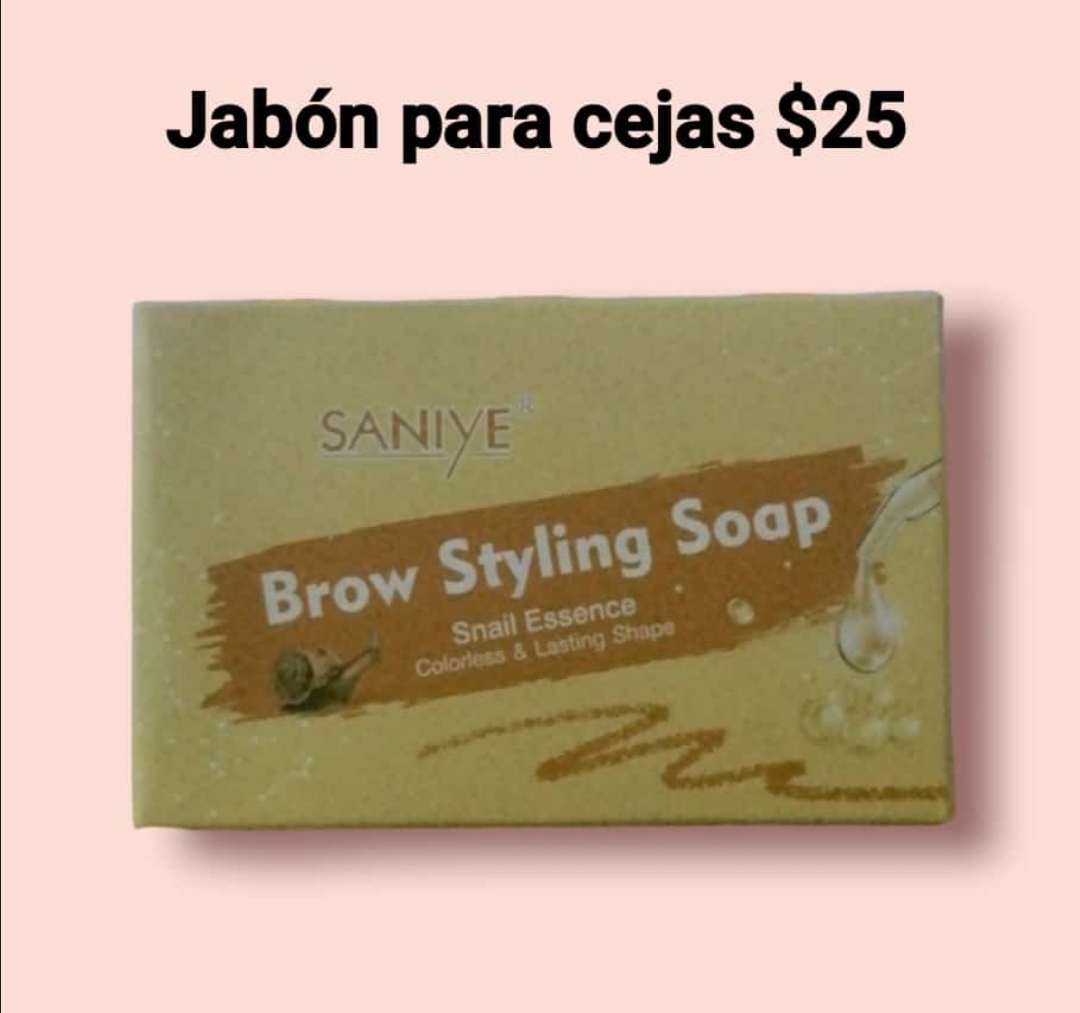 Jabón para cejas $25
SANIYE®
Brow Styling Soap
Snail Essence
Colorless & Lasting Shape